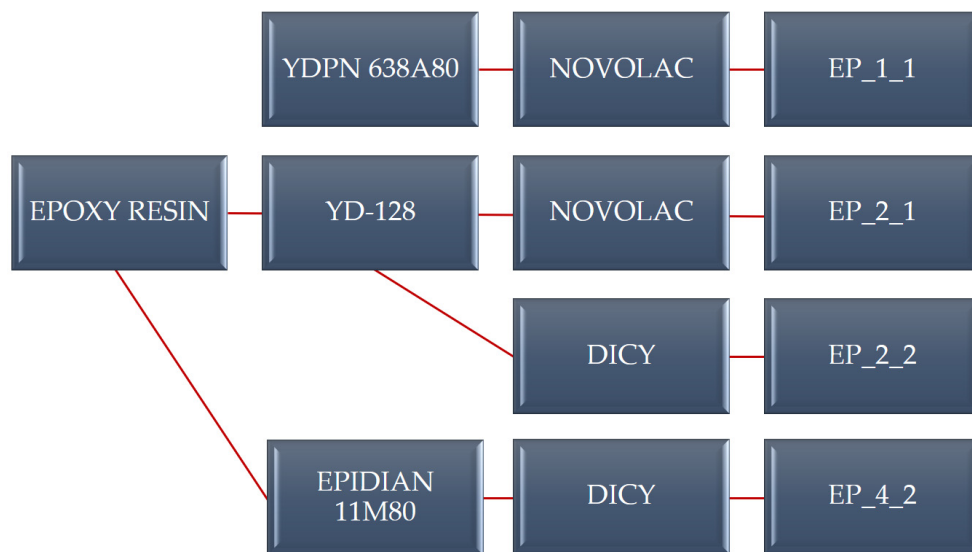 YDPN 638A80
NOVOLAC
EP_1_1
EPOXY RESIN
YD-128
NOVOLAC
EP_2_1
DICY
EP_2_2
EPIDIAN
11M80
DICY
EP_4_2